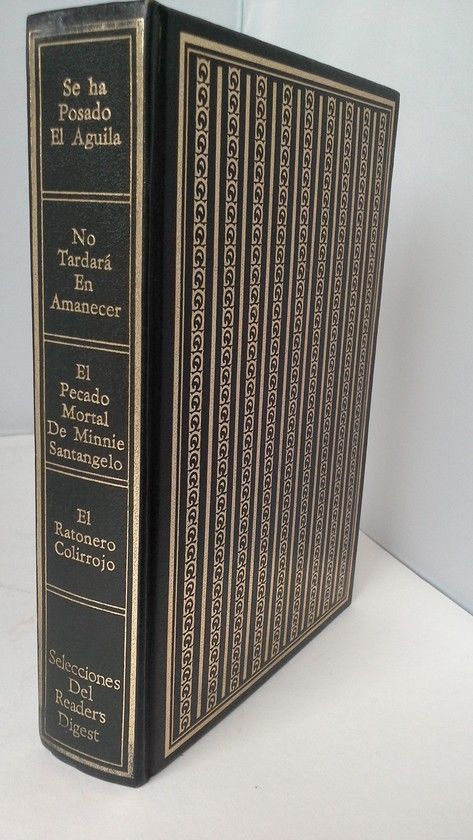 Se ha
Posado
El Aguila
No
Tardará
En
Amanecer
El
Pecado
Mortal
De Minnie
Santangelo
El
Ratonero
Colirrojo
Selecciones
Del
Reader's
Digest